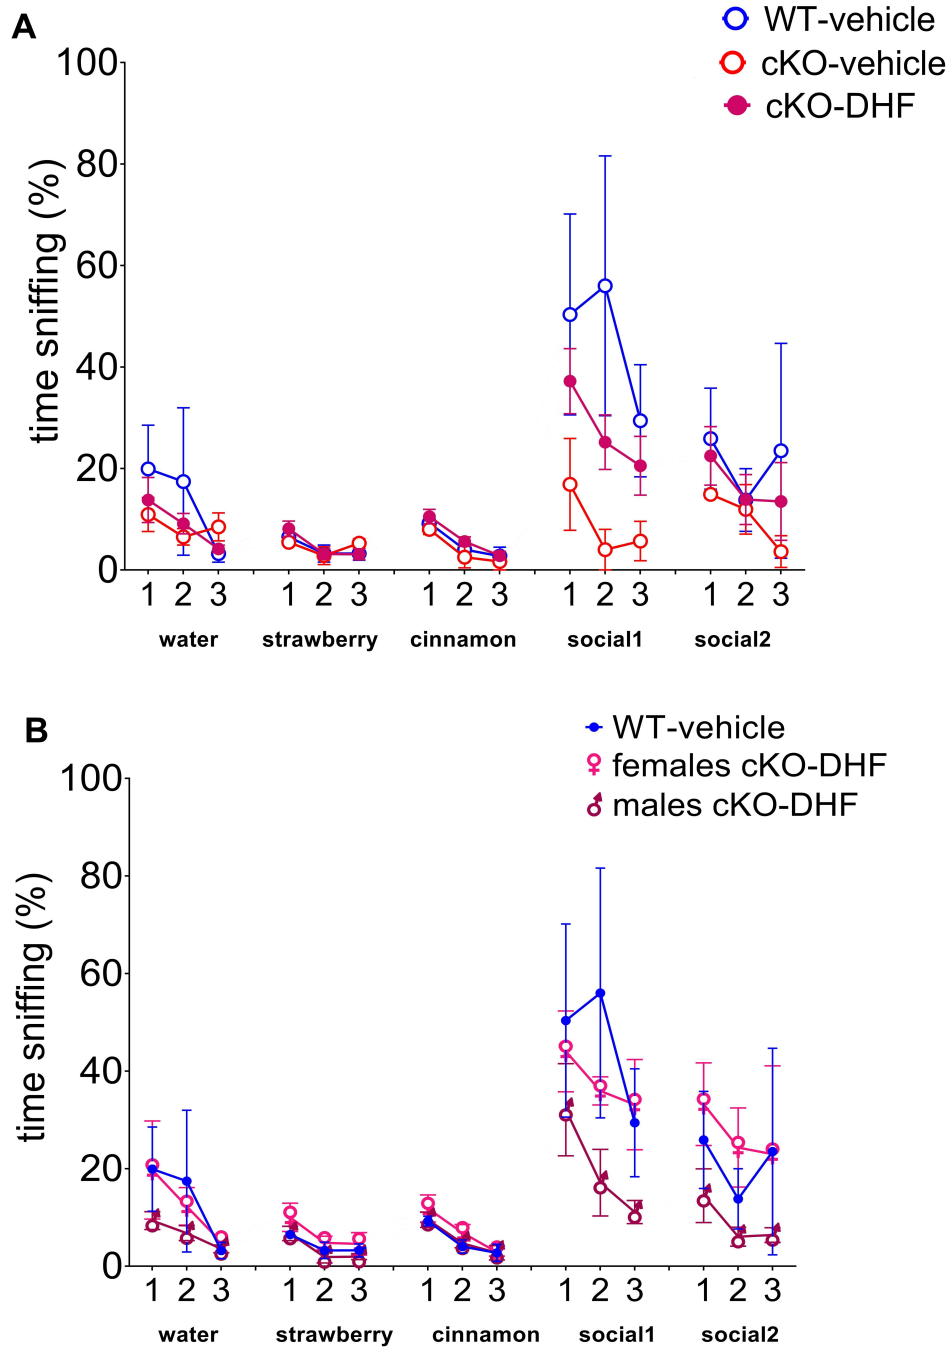 A
WT-vehicle
cKO-vehicle
cKO-DHF
time sniffing (%)
100
80
60
40
20
0
1 2 3 1 2 3 1 2 3 1 2 3 1 2 3
water strawberry cinnamon social1 social2
B
WT-vehicle
females cKO-DHF
males cKO-DHF
time sniffing (%)
100
80
60
40
20
0
1 2 3 1 2 3 1 2 3 1 2 3 1 2 3
water strawberry cinnamon social1 social2